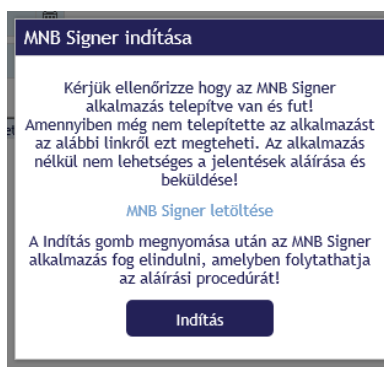 MNB Signer indítása
Kérjük ellenőrizze hogy az MNB Signer
alkalmazás telepítve van és fut!
Amennyiben még nem telepítette az alkalmazást
az alábbi linkről ezt megteheti. Az alkalmazás
nélkül nem lehetséges a jelentések aláírása és
beküldése!
MNB Signer letöltése
A Indítás gomb megnyomása után az MNB Signer
alkalmazás fog elindulni, amelyben folytathatja
az aláírási procedúrát!
Indítás